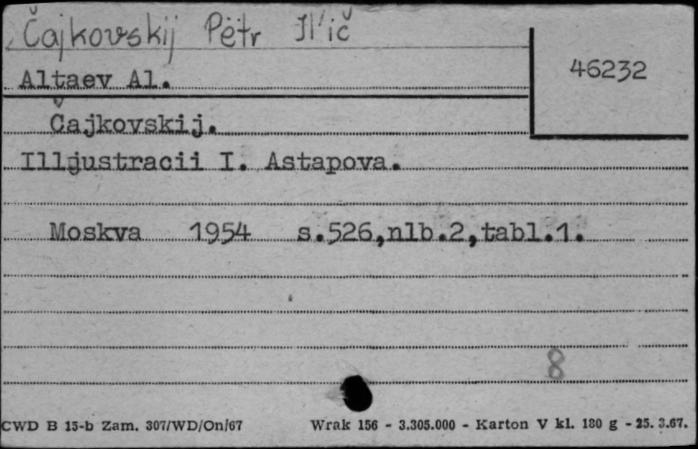 Čajkovskij Pëtr Il'ič
46232
Altaev Al.
Čajkovskij.
Illjustracii I. Astapova.
Moskva 1954 s.526,nlb.2,tabl.1.
8
CWD B 15-b Zam. 307/WD/On/67 Wrak 156 - 3.305.000 - Karton V kl. 180 g - 25. 3.67.